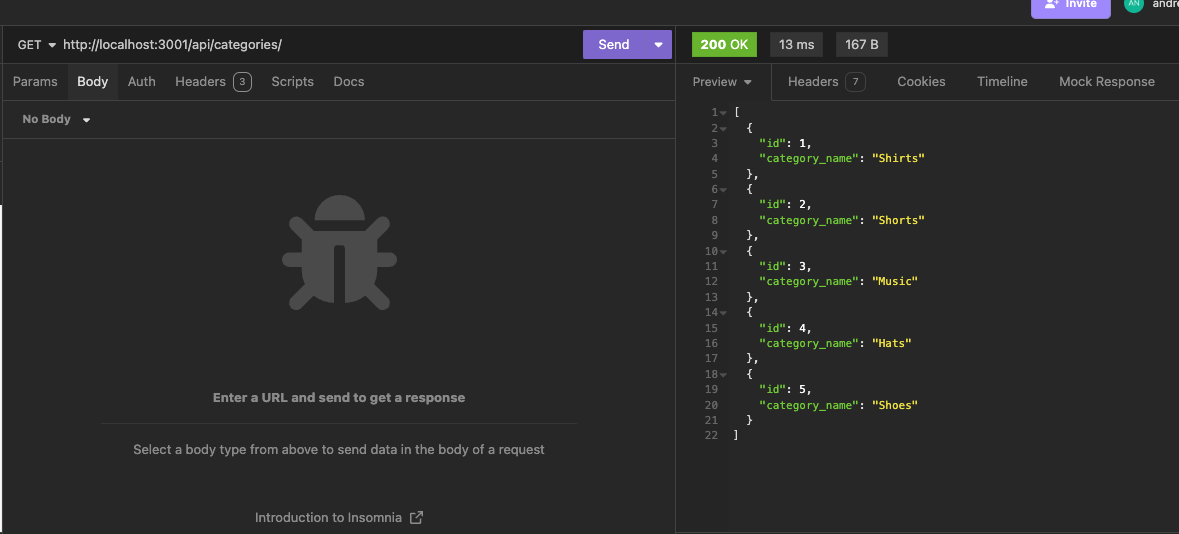 Invite AN andre
GET http://localhost:3001/api/categories/ Send
200 OK 13 ms 167 B
Params Body Auth Headers 3 Scripts Docs
Preview Headers 7 Cookies Timeline Mock Response
No Body
Enter a URL and send to get a response
Select a body type from above to send data in the body of a request
Introduction to Insomnia
1 [
2 {
3 "id": 1,
4 "category_name": "Shirts"
5 },
6 {
7 "id": 2,
8 "category_name": "Shorts"
9 },
10 {
11 "id": 3,
12 "category_name": "Music"
13 },
14 {
15 "id": 4,
16 "category_name": "Hats"
17 },
18 {
19 "id": 5,
20 "category_name": "Shoes"
21 }
22 ]